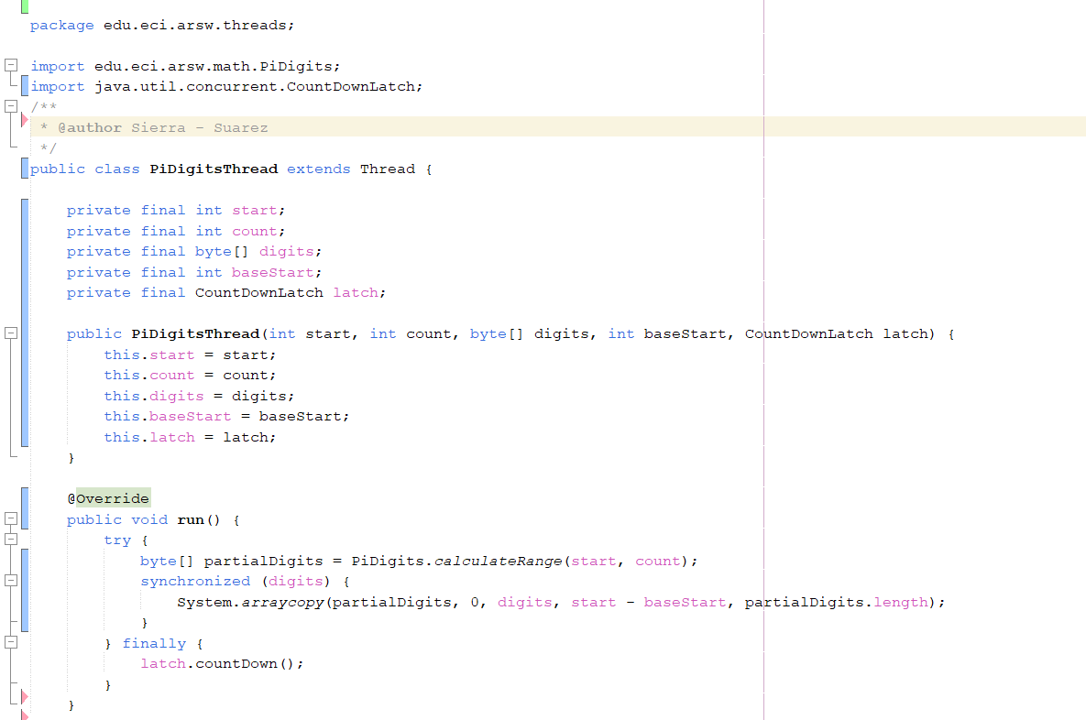 package edu.eci.arsw.threads;
import edu.eci.arsw.math.PiDigits;
import java.util.concurrent.CountDownLatch;
/**
 * @author Sierra - Suarez
 */
public class PiDigitsThread extends Thread {
    private final int start;
    private final int count;
    private final byte[] digits;
    private final int baseStart;
    private final CountDownLatch latch;
    public PiDigitsThread(int start, int count, byte[] digits, int baseStart, CountDownLatch latch) {
        this.start = start;
        this.count = count;
        this.digits = digits;
        this.baseStart = baseStart;
        this.latch = latch;
    }
    @Override
    public void run() {
        try {
            byte[] partialDigits = PiDigits.calculateRange(start, count);
            synchronized (digits) {
                System.arraycopy(partialDigits, 0, digits, start - baseStart, partialDigits.length);
            }
        } finally {
            latch.countDown();
        }
    }